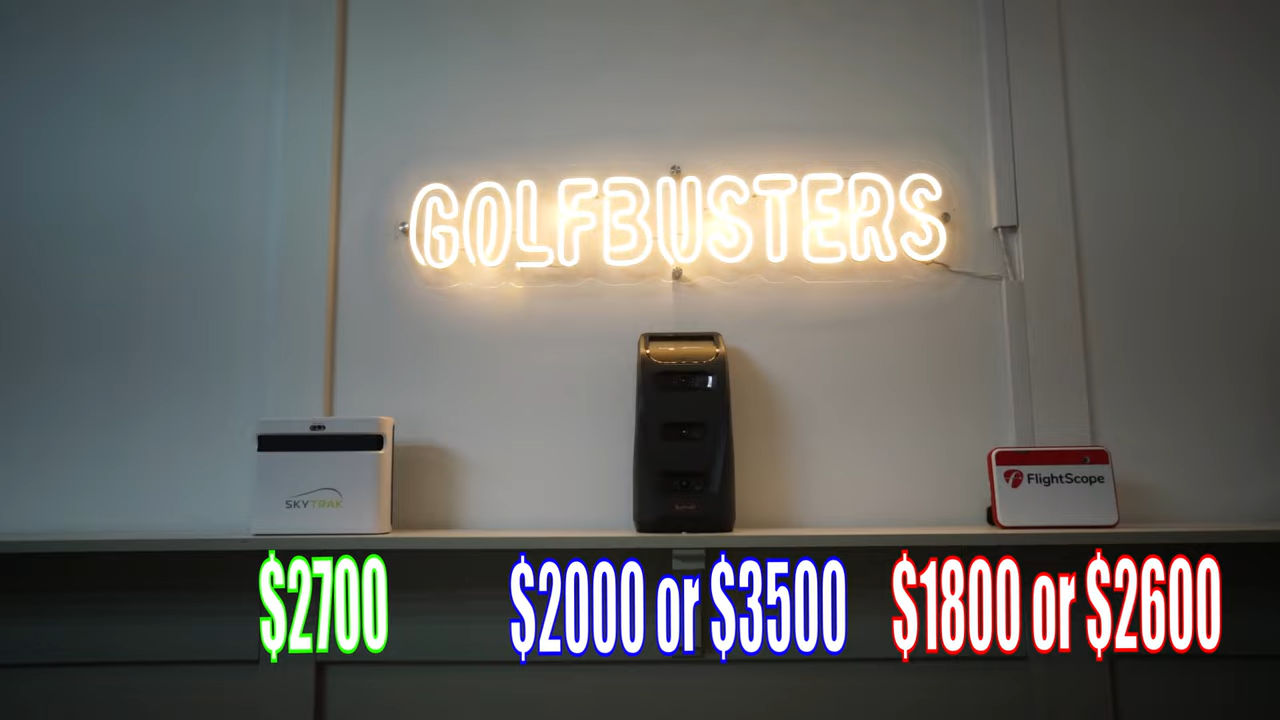 GOLFBUSTERS
SKYTRAK
FlightScope
$2700
$2000 or $3500
$1800 or $2600